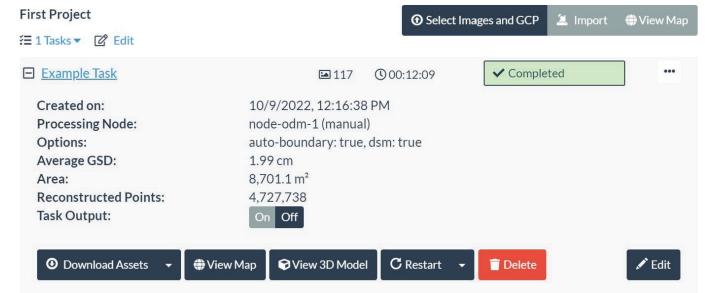 First Project
Select Images and GCP Import View Map
1 Tasks Edit
Example Task 117 00:12:09 Completed
Created on: 10/9/2022, 12:16:38 PM
Processing Node: node-odm-1 (manual)
Options: auto-boundary: true, dsm: true
Average GSD: 1.99 cm
Area: 8,701.1 m²
Reconstructed Points: 4,727,738
Task Output: On Off
Download Assets View Map View 3D Model Restart Delete Edit